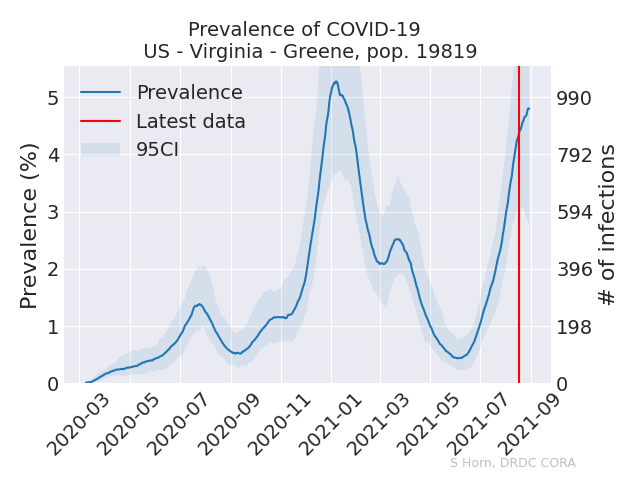 Prevalence of COVID-19
US - Virginia - Greene, pop. 19819
Prevalence
Latest data
95CI
Prevalence (%)
5
4
3
2
1
0
# of infections
990
792
594
396
198
0
2020-03
2020-05
2020-07
2020-09
2020-11
2021-01
2021-03
2021-05
2021-07
2021-09
S Horn, DRDC CORA